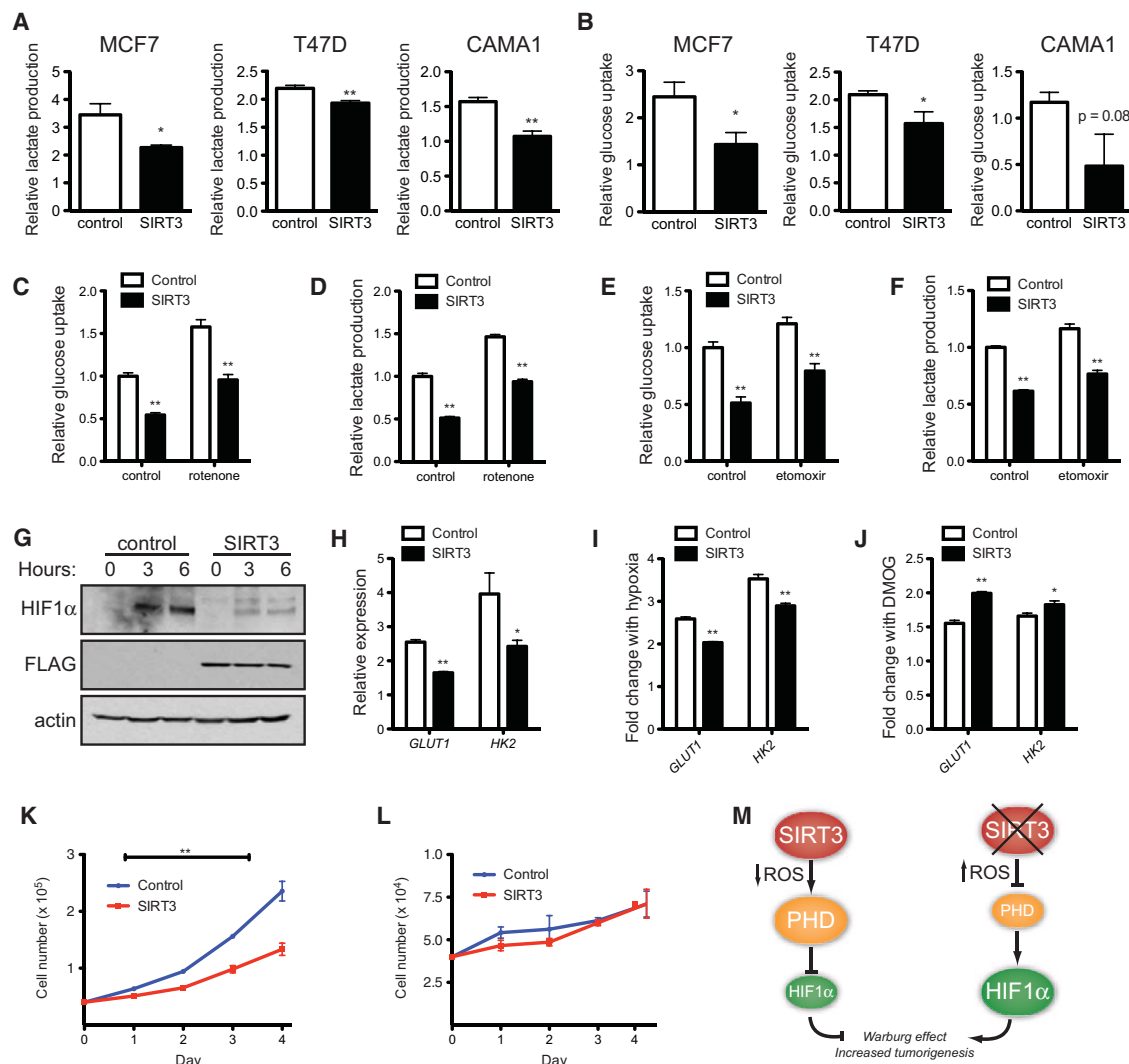 A
MCF7
T47D
CAMA1
Relative lactate production
5
4
3
2
1
0
*
control
SIRT3
Relative lactate production
2.5
2.0
1.5
1.0
0.5
0.0
**
control
SIRT3
Relative lactate production
2.0
1.5
1.0
0.5
0.0
**
control
SIRT3
B
MCF7
T47D
CAMA1
Relative glucose uptake
3
2
1
0
*
control
SIRT3
Relative glucose uptake
2.5
2.0
1.5
1.0
0.5
0.0
*
control
SIRT3
Relative glucose uptake
1.5
1.0
0.5
0.0
p = 0.08
control
SIRT3
C
Control
SIRT3
Relative glucose uptake
2.0
1.5
1.0
0.5
0.0
**
**
control
rotenone
D
Control
SIRT3
Relative lactate production
2.0
1.5
1.0
0.5
0.0
**
**
control
rotenone
E
Control
SIRT3
Relative glucose uptake
1.5
1.0
0.5
0.0
**
**
control
etomoxir
F
Control
SIRT3
Relative lactate production
1.5
1.0
0.5
0.0
**
**
control
etomoxir
G
control
SIRT3
Hours: 0 3 6 0 3 6
HIF1α
FLAG
actin
H
Control
SIRT3
Relative expression
5
4
3
2
1
0
**
*
GLUT1
HK2
I
Control
SIRT3
Fold change with hypoxia
4
3
2
1
0
**
**
GLUT1
HK2
J
Control
SIRT3
Fold change with DMOG
2.5
2.0
1.5
1.0
0.5
0.0
**
*
GLUT1
HK2
K
Cell number (x 10⁵)
3
2
1
0
**
Control
SIRT3
0 1 2 3 4
Day
L
Cell number (x 10⁴)
1.0
7.5
5.0
2.5
Control
SIRT3
0 1 2 3 4
Day
M
SIRT3
ROS
PHD
HIF1α
SIRT3
ROS
PHD
HIF1α
Warburg effect
Increased tumorigenesis